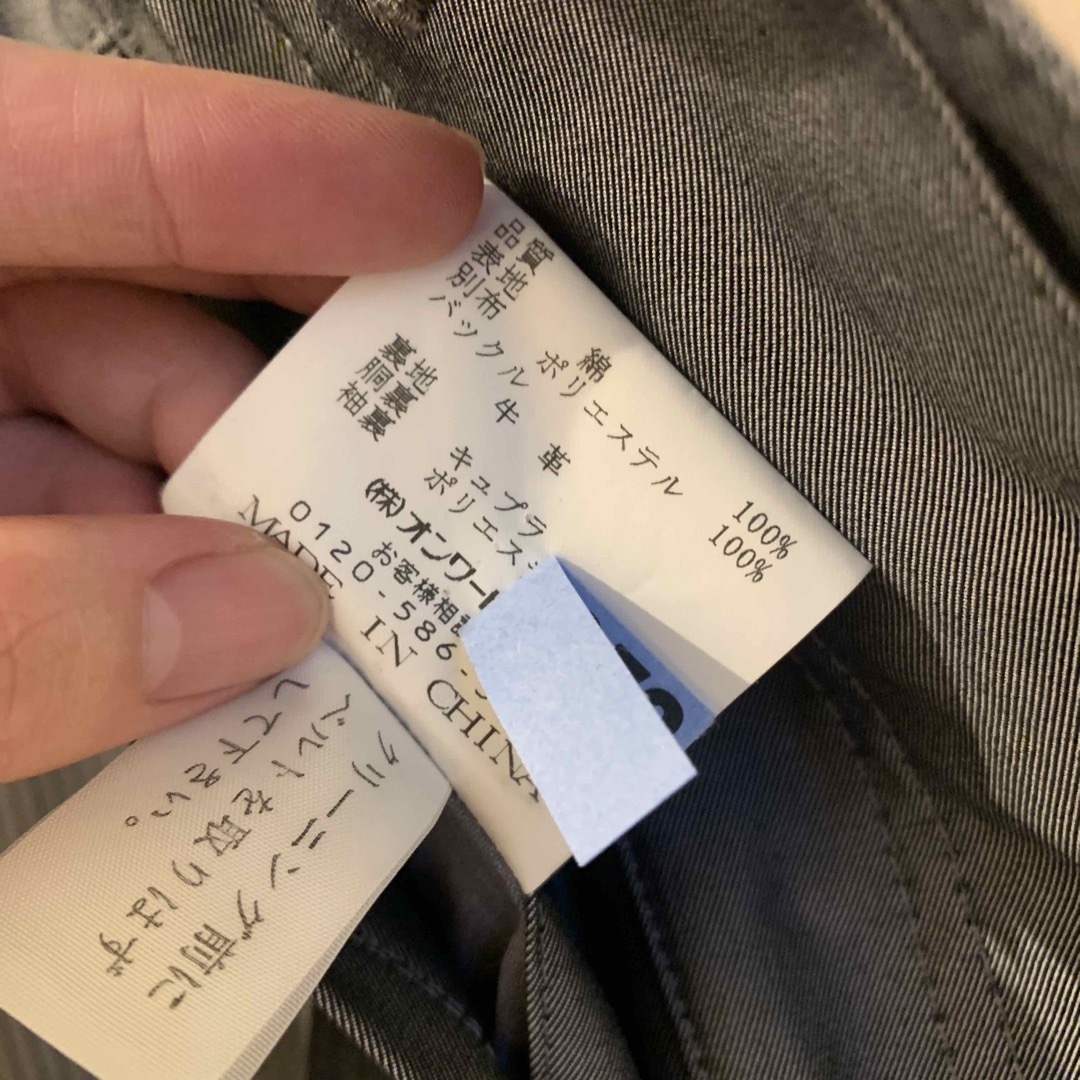 品質
表地 綿 100%
別布 ポリエステル 100%
バックル 牛 革
裏地
胴裏 キュプラ
袖裏 ポリエス
(株)オンワー
お客様相
0120-586-
MADE IN CHINA
クリーニング前に
ベルトを取りはず
して下さい。